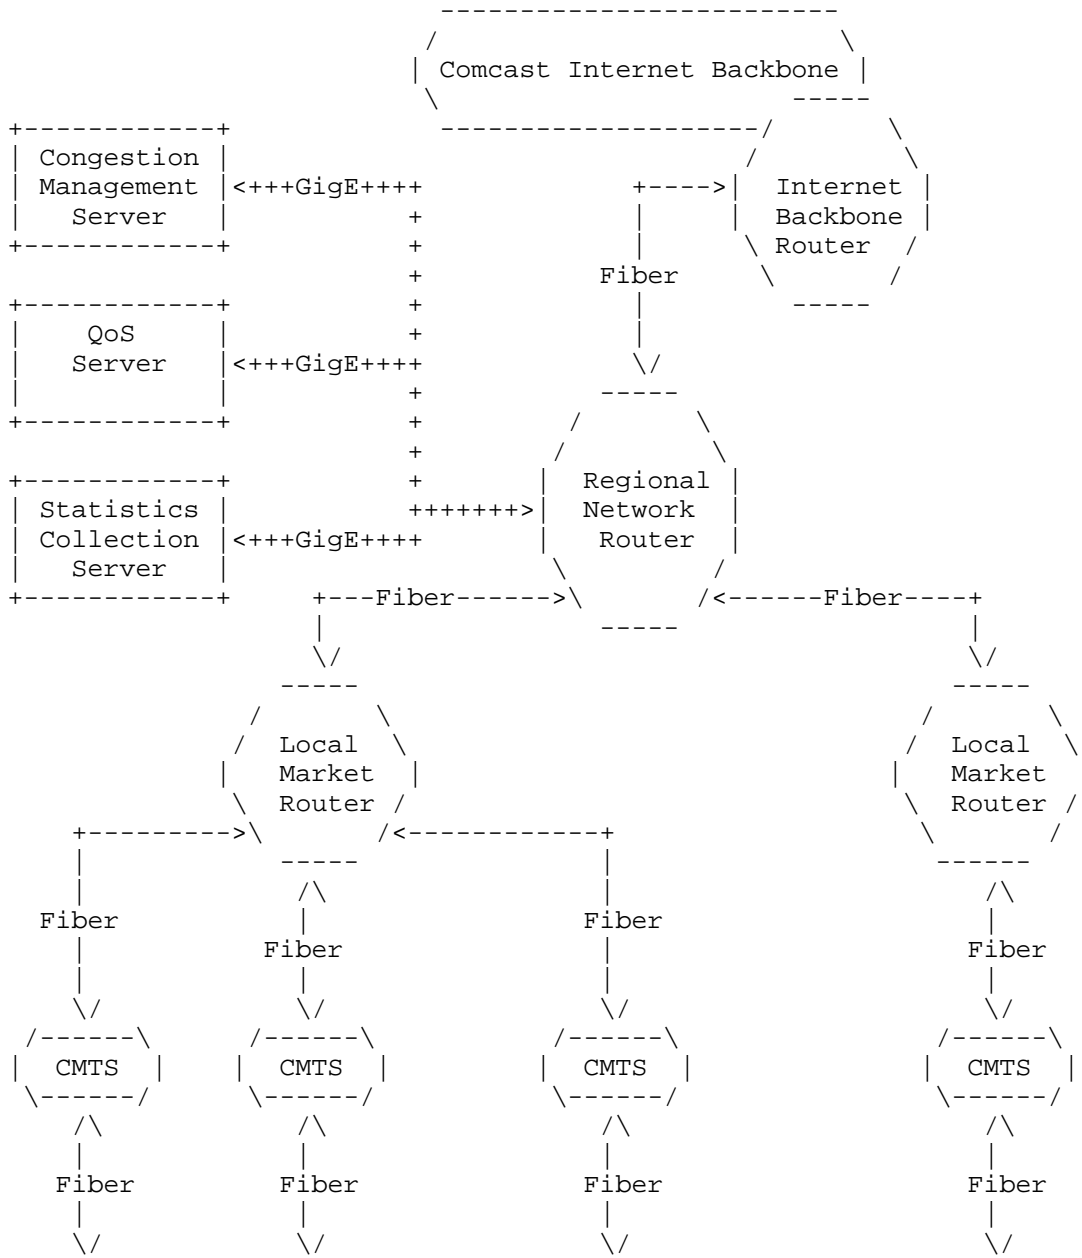 Comcast Internet Backbone
Congestion
Management
Server
GigE
Internet
Backbone
Router
Fiber
QoS
Server
GigE
Statistics
Collection
Server
GigE
Regional
Network
Router
Fiber
Fiber
Local
Market
Router
Local
Market
Router
Fiber
Fiber
Fiber
Fiber
CMTS
CMTS
CMTS
CMTS
Fiber
Fiber
Fiber
Fiber